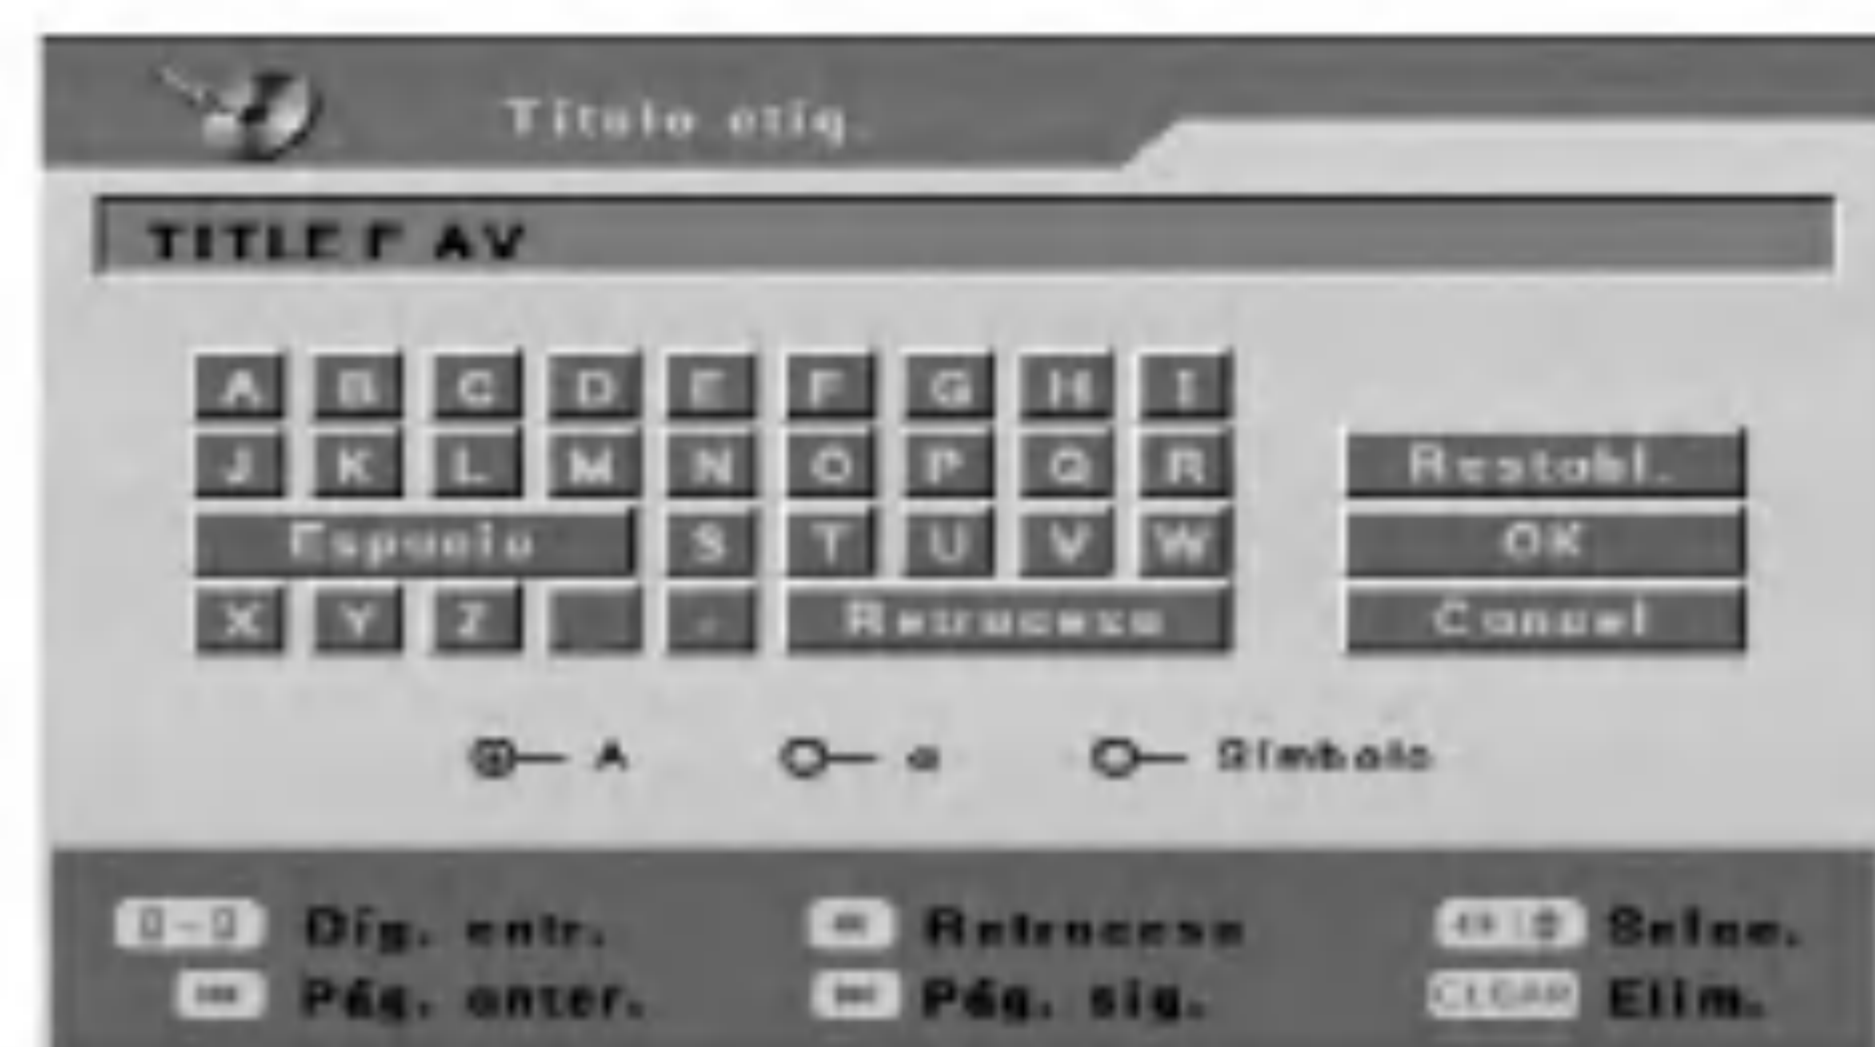 Título etiq.
TITLE F AV
A B C D E F G H I
J K L M N O P Q R Restabl.
Espacio S T U V W OK
X Y Z Retroceso Cancel
A a Símbolo
0-9 Díg. entr. Retroceso Selec.
Pág. anter. Pág. sig. CLEAR Elim.